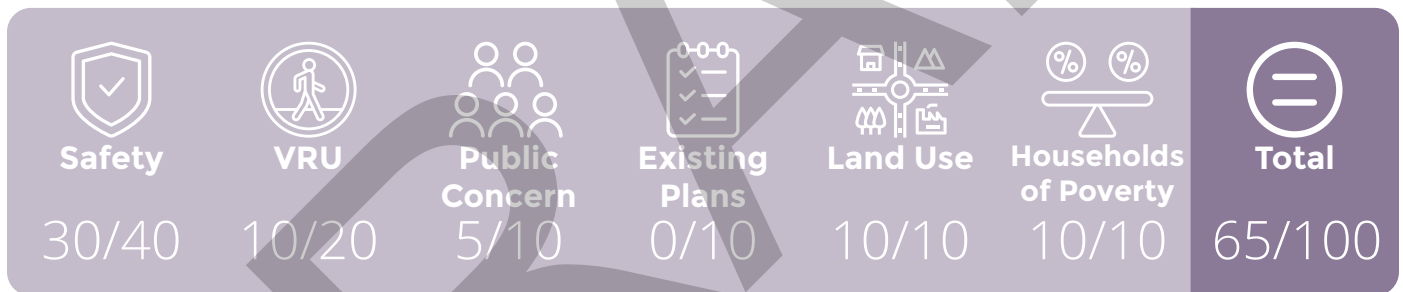 Safety
VRU
Public
Concern
Existing
Plans
Land Use
Households
of Poverty
Total
30/40
10/20
5/10
0/10
10/10
10/10
65/100